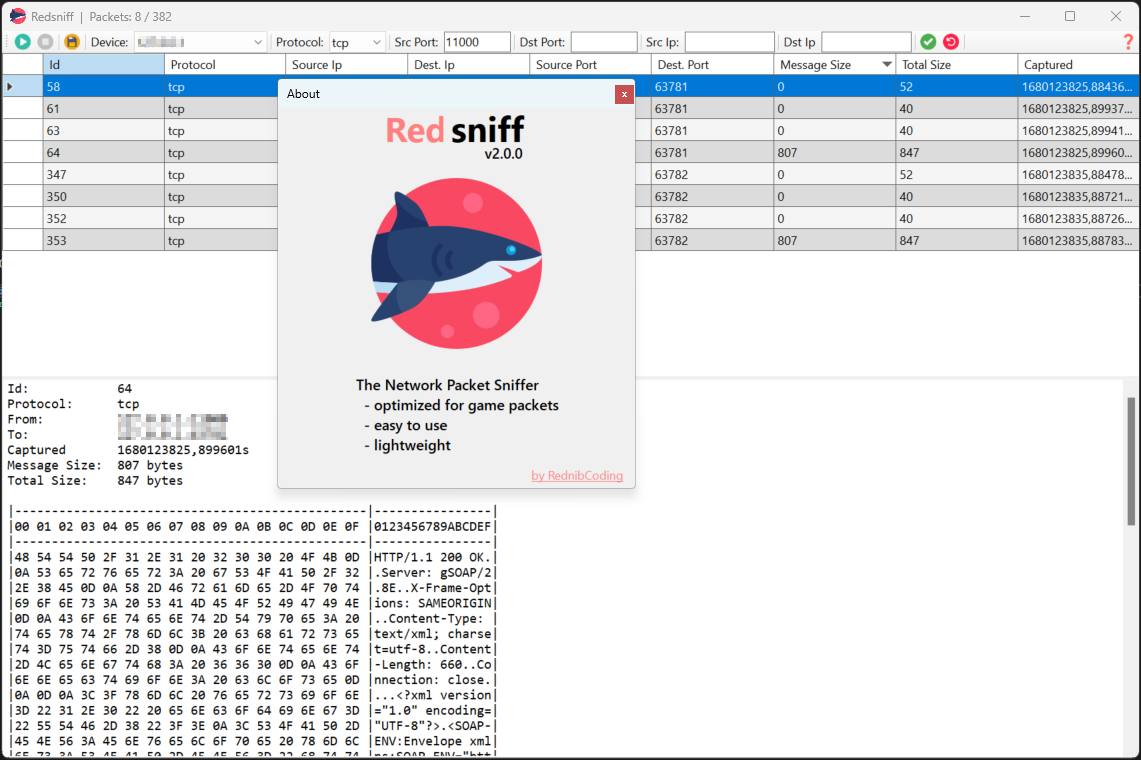 Redsniff | Packets: 8 / 382
Device: Protocol: tcp Src Port: 11000 Dst Port: Src Ip: Dst Ip ?
Id Protocol Source Ip Dest. Ip Source Port Dest. Port Message Size Total Size Captured
58 tcp 63781 0 52 1680123825,88436...
61 tcp 63781 0 40 1680123825,89937...
63 tcp 63781 0 40 1680123825,89941...
64 tcp 63781 807 847 1680123825,89960...
347 tcp 63782 0 52 1680123835,88478...
350 tcp 63782 0 40 1680123835,88721...
352 tcp 63782 0 40 1680123835,88726...
353 tcp 63782 807 847 1680123835,88783...
About
Red sniff
v2.0.0
The Network Packet Sniffer
- optimized for game packets
- easy to use
- lightweight
by RednibCoding
Id: 64
Protocol: tcp
From:
To:
Captured 1680123825,899601s
Message Size: 807 bytes
Total Size: 847 bytes
|-----------------------------------------------|----------------|
|00 01 02 03 04 05 06 07 08 09 0A 0B 0C 0D 0E 0F |0123456789ABCDEF|
|-----------------------------------------------|----------------|
|48 54 54 50 2F 31 2E 31 20 32 30 30 20 4F 4B 0D |HTTP/1.1 200 OK.|
|0A 53 65 72 76 65 72 3A 20 67 53 4F 41 50 2F 32 |.Server: gSOAP/2|
|2E 38 45 0D 0A 58 2D 46 72 61 6D 65 2D 4F 70 74 |.8E..X-Frame-Opt|
|69 6F 6E 73 3A 20 53 41 4D 45 4F 52 49 47 49 4E |ions: SAMEORIGIN|
|0D 0A 43 6F 6E 74 65 6E 74 2D 54 79 70 65 3A 20 |..Content-Type: |
|74 65 78 74 2F 78 6D 6C 3B 20 63 68 61 72 73 65 |text/xml; charse|
|74 3D 75 74 66 2D 38 0D 0A 43 6F 6E 74 65 6E 74 |t=utf-8..Content|
|2D 4C 65 6E 67 74 68 3A 20 36 36 30 0D 0A 43 6F |-Length: 660..Co|
|6E 6E 65 63 74 69 6F 6E 3A 20 63 6C 6F 73 65 0D |nnection: close.|
|0A 0D 0A 3C 3F 78 6D 6C 20 76 65 72 73 69 6F 6E |...<?xml version|
|3D 22 31 2E 30 22 20 65 6E 63 6F 64 69 6E 67 3D |="1.0" encoding=|
|22 55 54 46 2D 38 22 3F 3E 0A 3C 53 4F 41 50 2D |"UTF-8"?>.<SOAP-|
|45 4E 56 3A 45 6E 76 65 6C 6F 70 65 20 78 6D 6C |ENV:Envelope xml|
|6E 73 3A 53 4F 41 50 2D 45 4E 56 3D 22 68 74 74 |ns:SOAP-ENV="htt|